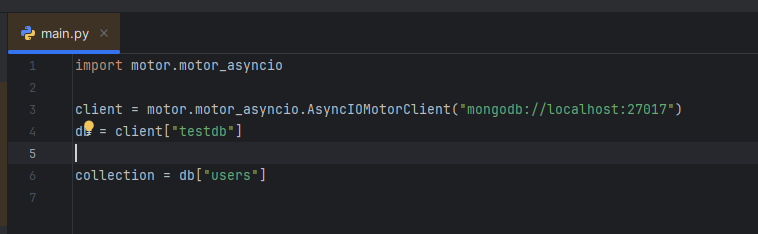 main.py
1 import motor.motor_asyncio
2
3 client = motor.motor_asyncio.AsyncIOMotorClient("mongodb://localhost:27017")
4 db = client["testdb"]
5
6 collection = db["users"]
7